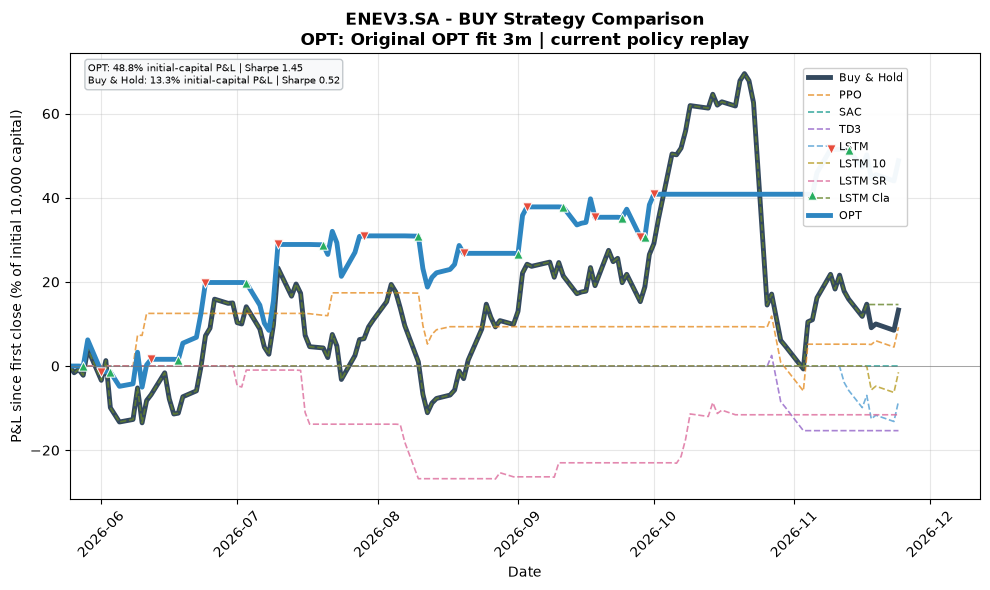 ENEV3.SA - BUY Strategy Comparison
OPT: Original OPT fit 3m | current policy replay
OPT: 48.8% initial-capital P&L | Sharpe 1.45
Buy & Hold: 13.3% initial-capital P&L | Sharpe 0.52
Buy & Hold
PPO
SAC
TD3
LSTM
LSTM 10
LSTM SR
LSTM Cla
OPT
P&L since first close (% of initial 10,000 capital)
60
40
20
0
−20
2026-06
2026-07
2026-08
2026-09
2026-10
2026-11
2026-12
Date